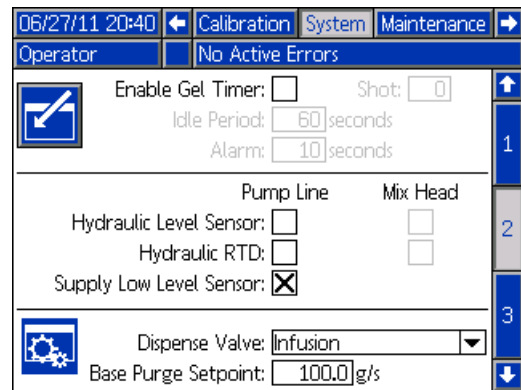 06/27/11 20:40 Calibration System Maintenance
Operator No Active Errors
Enable Gel Timer: Shot: 0
Idle Period: 60 seconds
Alarm: 10 seconds
1
Pump Line Mix Head
Hydraulic Level Sensor:
2
Hydraulic RTD:
Supply Low Level Sensor:
3
Dispense Valve: Infusion
Base Purge Setpoint: 100.0 g/s